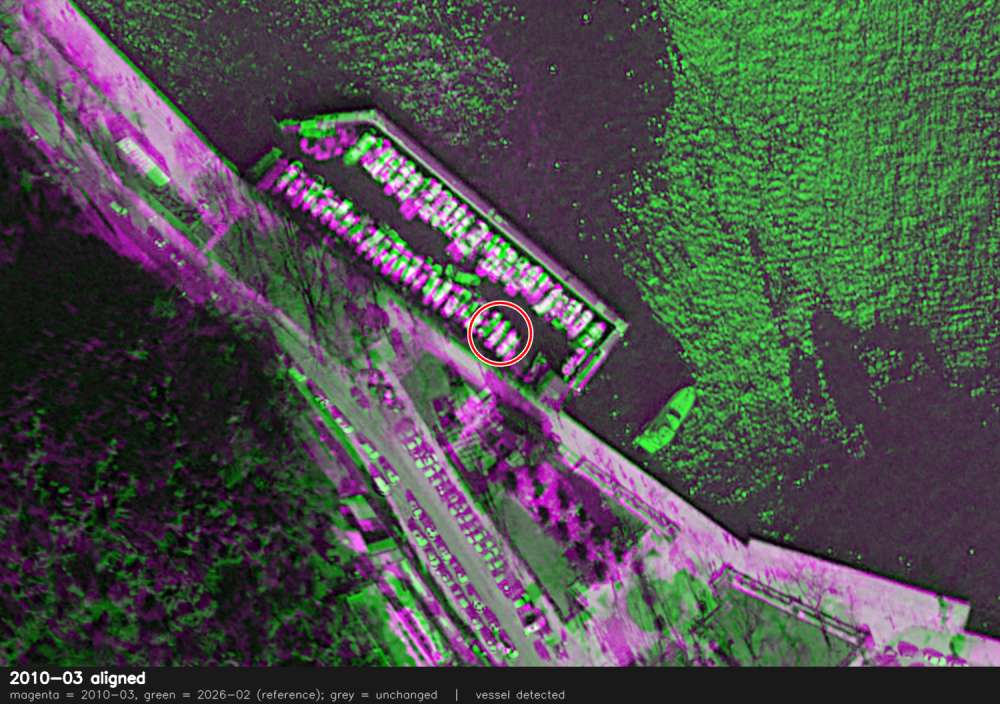 2010-03 aligned
magenta = 2010-03, green = 2026-02 (reference); grey = unchanged | vessel detected